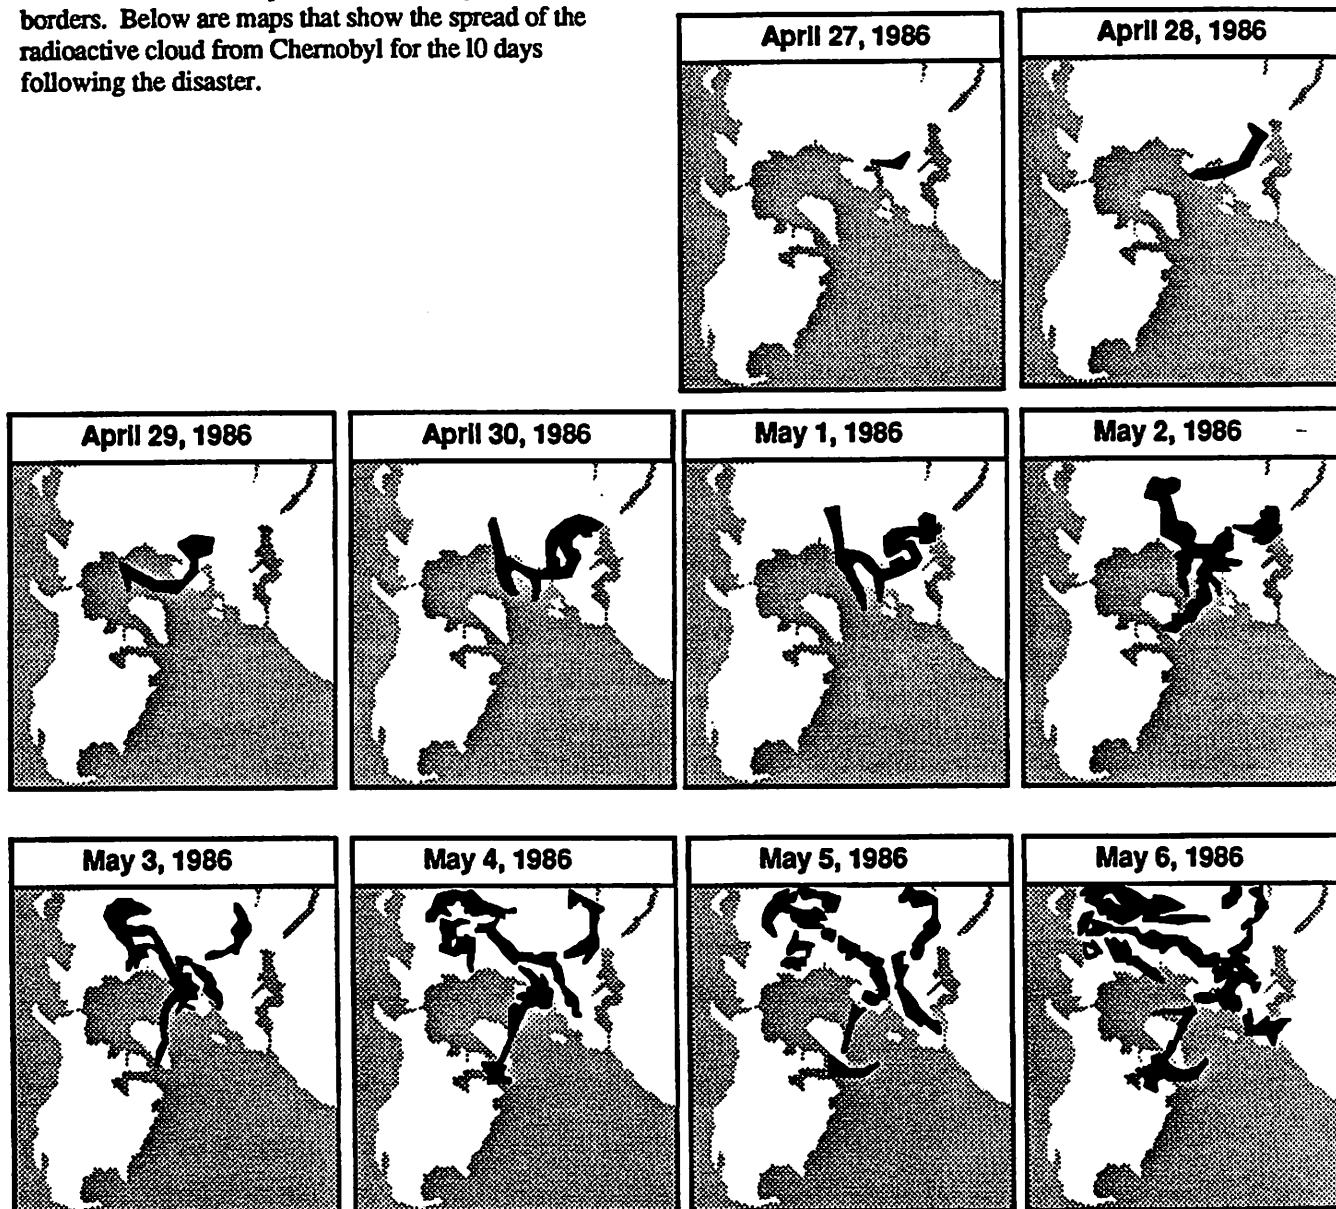 borders. Below are maps that show the spread of the
radioactive cloud from Chernobyl for the 10 days
following the disaster.
April 27, 1986
April 28, 1986
April 29, 1986
April 30, 1986
May 1, 1986
May 2, 1986
May 3, 1986
May 4, 1986
May 5, 1986
May 6, 1986